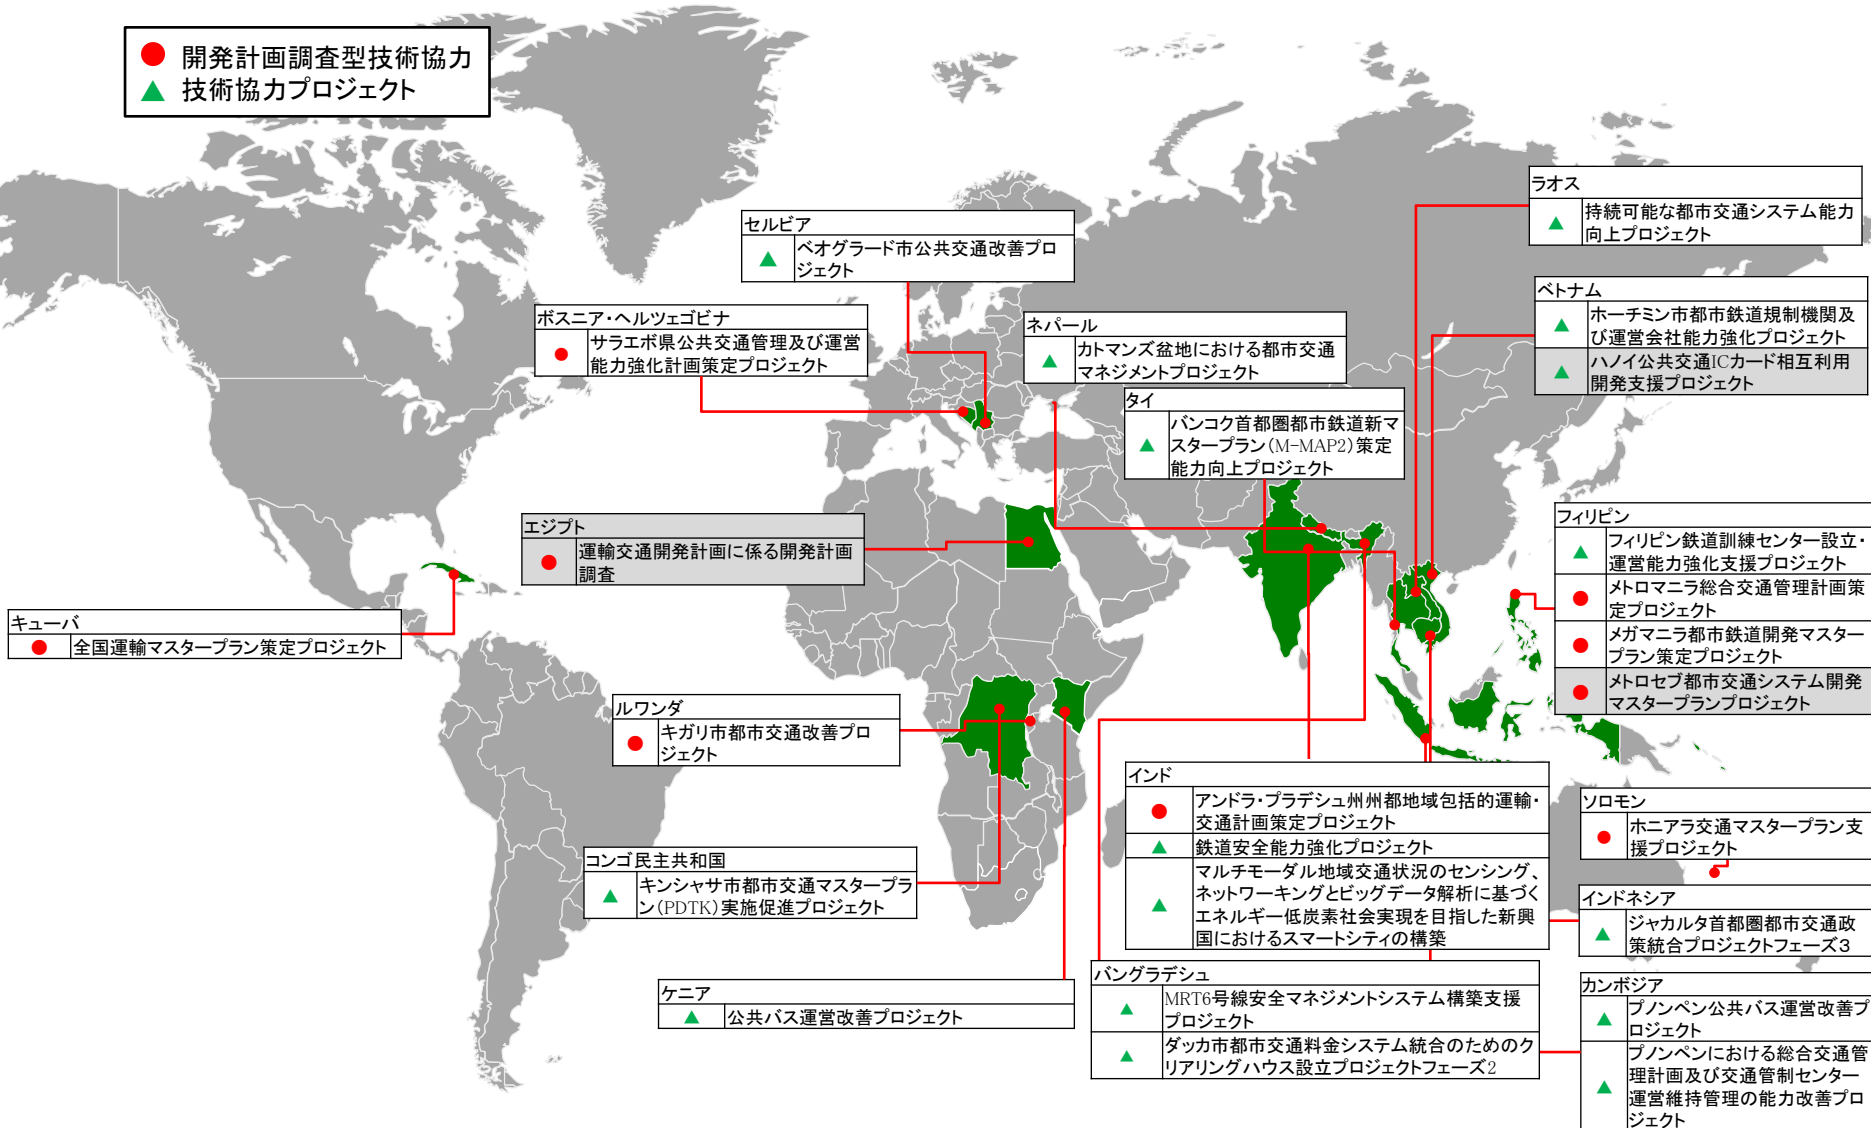 開発計画調査型技術協力
技術協力プロジェクト
ラオス
持続可能な都市交通システム能力
向上プロジェクト
セルビア
ベオグラード市公共交通改善プロ
ジェクト
ベトナム
ホーチミン市都市鉄道規制機関及
び運営会社能力強化プロジェクト
ハノイ公共交通ICカード相互利用
開発支援プロジェクト
ボスニア・ヘルツェゴビナ
サラエボ県公共交通管理及び運営
能力強化計画策定プロジェクト
ネパール
カトマンズ盆地における都市交通
マネジメントプロジェクト
タイ
バンコク首都圏都市鉄道新マ
スタープラン(M-MAP2)策定
能力向上プロジェクト
エジプト
運輸交通開発計画に係る開発計画
調査
フィリピン
フィリピン鉄道訓練センター設立・
運営能力強化支援プロジェクト
メトロマニラ総合交通管理計画策
定プロジェクト
メガマニラ都市鉄道開発マスター
プラン策定プロジェクト
メトロセブ都市交通システム開発
マスタープランプロジェクト
キューバ
全国運輸マスタープラン策定プロジェクト
ルワンダ
キガリ市都市交通改善プロ
ジェクト
インド
アンドラ・プラデシュ州州都地域包括的運輸・
交通計画策定プロジェクト
鉄道安全能力強化プロジェクト
マルチモーダル地域交通状況のセンシング、
ネットワーキングとビッグデータ解析に基づく
エネルギー低炭素社会実現を目指した新興
国におけるスマートシティの構築
ソロモン
ホニアラ交通マスタープラン支
援プロジェクト
コンゴ民主共和国
キンシャサ市都市交通マスタープラ
ン(PDTK)実施促進プロジェクト
インドネシア
ジャカルタ首都圏都市交通政
策統合プロジェクトフェーズ3
バングラデシュ
MRT6号線安全マネジメントシステム構築支援
プロジェクト
ダッカ市都市交通料金システム統合のためのク
リアリングハウス設立プロジェクトフェーズ2
ケニア
公共バス運営改善プロジェクト
カンボジア
プノンペン公共バス運営改善プ
ロジェクト
プノンペンにおける総合交通管
理計画及び交通管制センター
運営維持管理の能力改善プロ
ジェクト